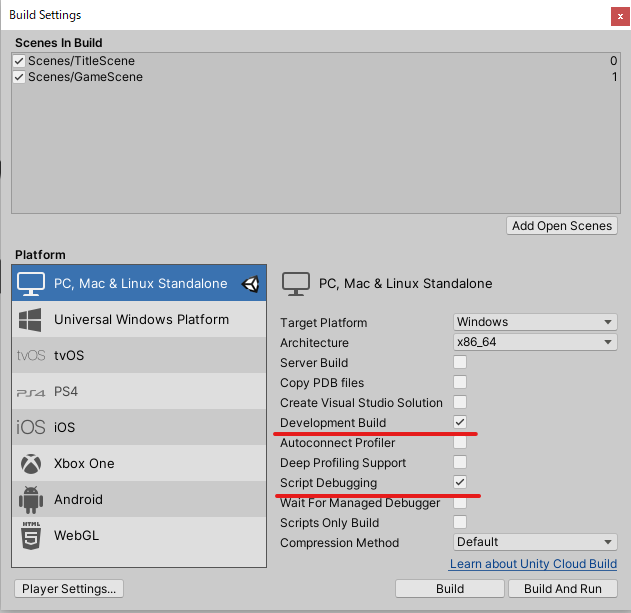 Build Settings
x
Scenes In Build
Scenes/TitleScene 0
Scenes/GameScene 1
Add Open Scenes
Platform
PC, Mac & Linux Standalone
Universal Windows Platform
tvOS tvOS
PS4 PS4
iOS iOS
Xbox One
Android
HTML 5 WebGL
PC, Mac & Linux Standalone
Target Platform Windows
Architecture x86_64
Server Build
Copy PDB files
Create Visual Studio Solution
Development Build
Autoconnect Profiler
Deep Profiling Support
Script Debugging
Wait For Managed Debugger
Scripts Only Build
Compression Method Default
Learn about Unity Cloud Build
Player Settings...
Build
Build And Run